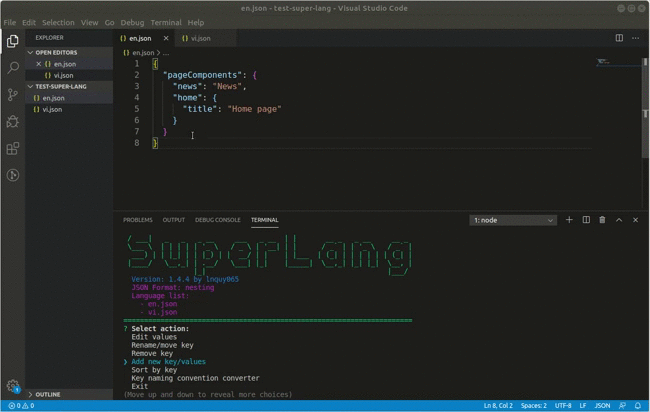 en.json - test-super-lang - Visual Studio Code
File Edit Selection View Go Debug Terminal Help
EXPLORER
OPEN EDITORS
en.json
vi.json
TEST-SUPER-LANG
en.json
vi.json
OUTLINE
en.json
vi.json
en.json > ...
1 {
2 "pageComponents": {
3 "news": "News",
4 "home": {
5 "title": "Home page"
6 }
7 }
8 }
PROBLEMS OUTPUT DEBUG CONSOLE TERMINAL
1: node
SuperLang
Version: 1.4.4 by lnquy065
JSON Format: nesting
Language list:
- en.json
- vi.json
? Select action:
Edit values
Rename/move key
Remove key
❯ Add new key/values
Sort by key
Key naming convention converter
Exit
(Move up and down to reveal more choices)
1
0 0
Ln 8, Col 2 Spaces: 2 UTF-8 LF JSON